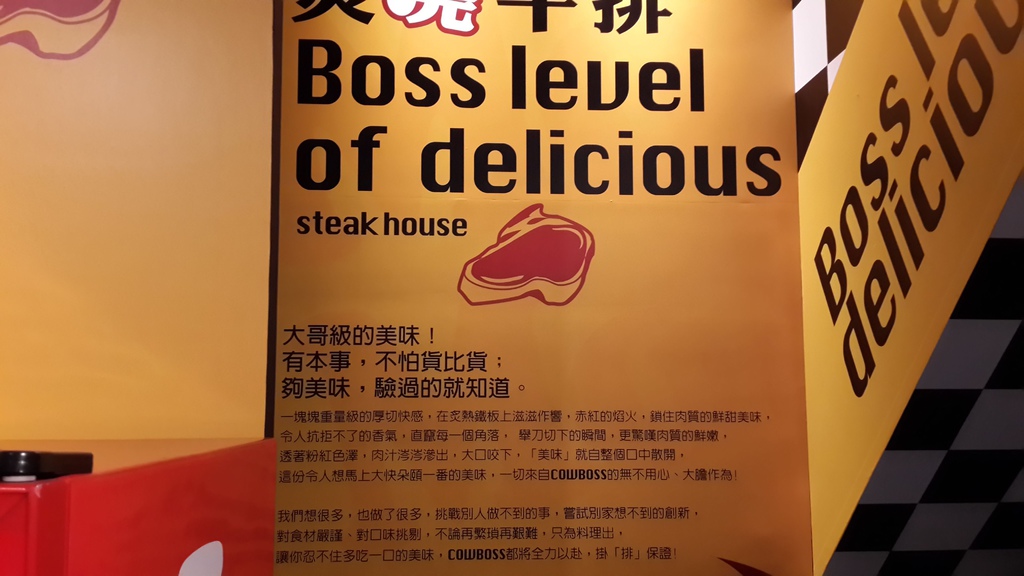 炙燒牛排
Boss level
of delicious
steak house
大哥級的美味！
有本事，不怕貨比貨；
夠美味，驗過的就知道。
一塊塊重量級的厚切快感，在炙熱鐵板上滋滋作響，赤紅的焰火，鎖住肉質的鮮甜美味，
令人抗拒不了的香氣，直竄每一個角落， 舉刀切下的瞬間，更驚嘆肉質的鮮嫩，
透著粉紅色澤，肉汁涔涔滲出，大口咬下，「美味」就自整個口中散開，
這份令人想馬上大快朵頤一番的美味，一切來自COWBOSS的無不用心、大膽作為!
我們想很多，也做了很多，挑戰別人做不到的事，嘗試別家想不到的創新，
對食材嚴謹、對口味挑剔，不論再繁瑣再艱難，只為料理出，
讓你忍不住多吃一口的美味，COWBOSS都將全力以赴，掛「排」保證!
Boss le
deliciou